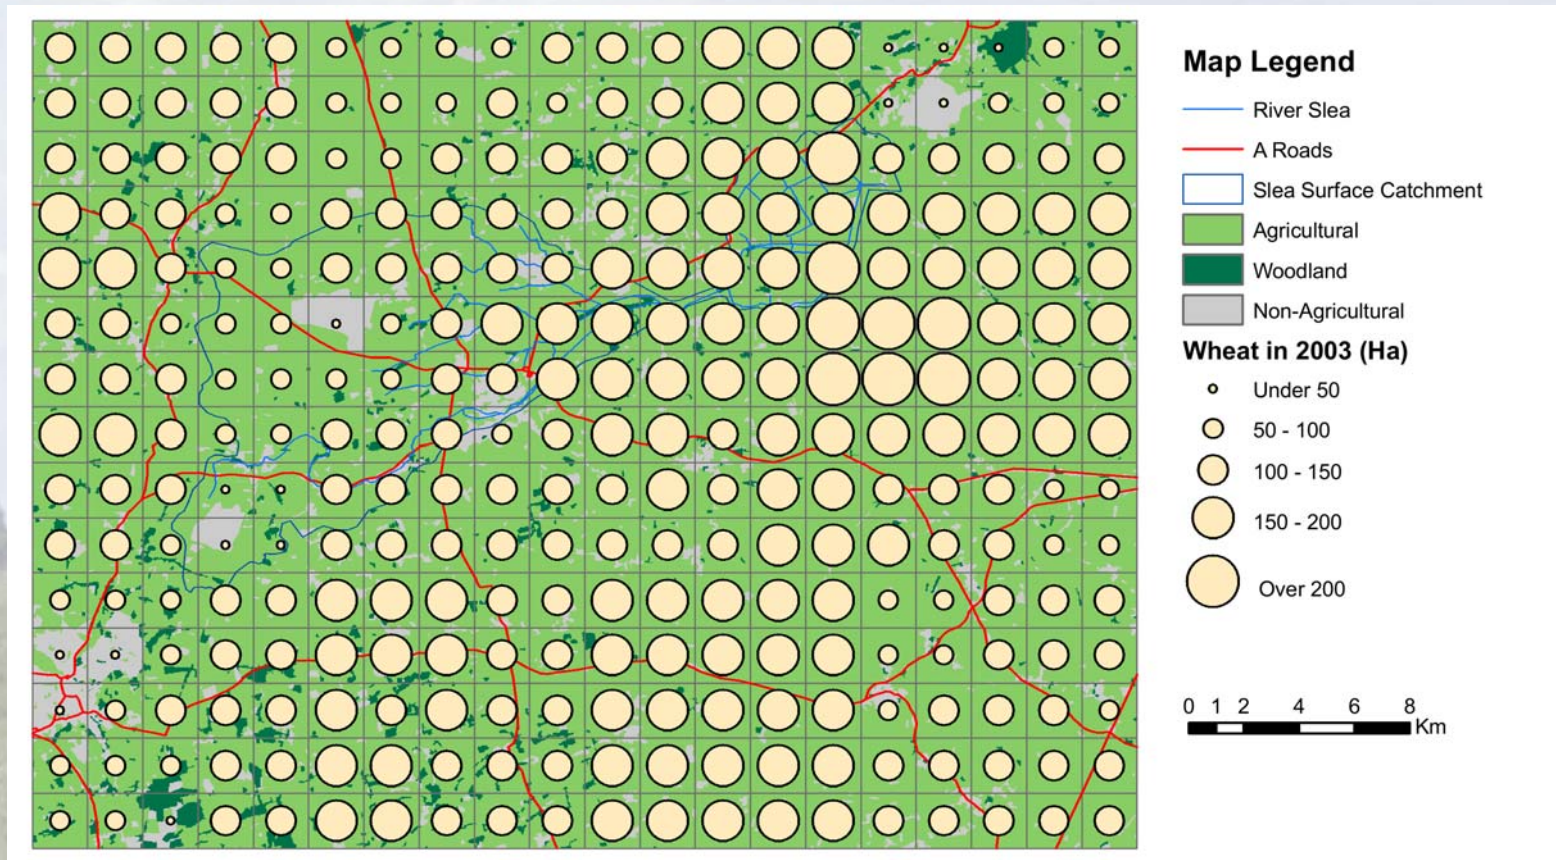 Map Legend
River Slea
A Roads
Slea Surface Catchment
Agricultural
Woodland
Non-Agricultural
Wheat in 2003 (Ha)
Under 50
50 - 100
100 - 150
150 - 200
Over 200
0 1 2 4 6 8
Km